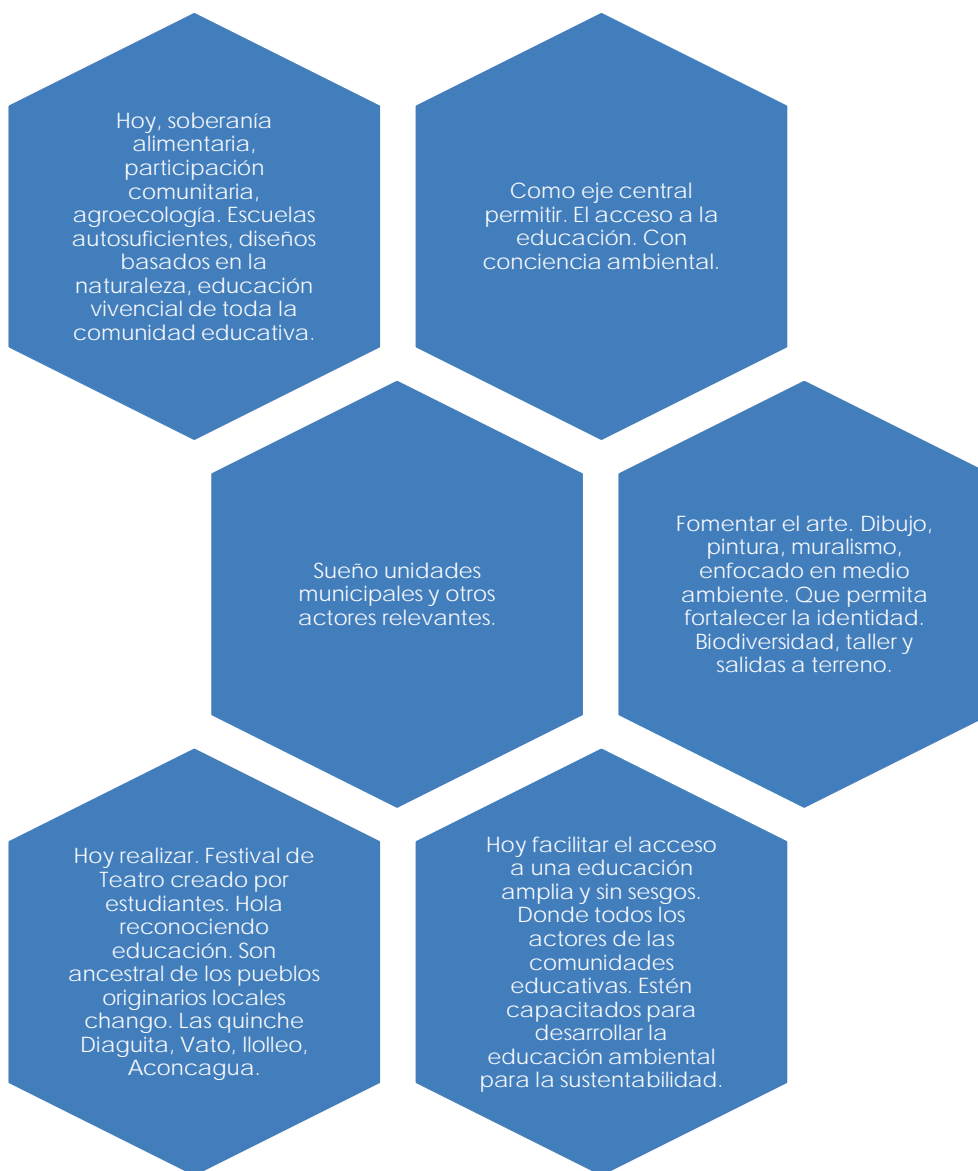 Hoy, soberanía
alimentaria,
participación
comunitaria,
agroecología. Escuelas
autosuficientes, diseños
basados en la
naturaleza, educación
vivencial de toda la
comunidad educativa.
Como eje central
permitir. El acceso a la
educación. Con
conciencia ambiental.
Sueño unidades
municipales y otros
actores relevantes.
Fomentar el arte. Dibujo,
pintura, muralismo,
enfocado en medio
ambiente. Que permita
fortalecer la identidad.
Biodiversidad, taller y
salidas a terreno.
Hoy realizar. Festival de
Teatro creado por
estudiantes. Hola
reconociendo
educación. Son
ancestral de los pueblos
originarios locales
chango. Las quinche
Diaguita, Vato, llolleo,
Aconcagua.
Hoy facilitar el acceso
a una educación
amplia y sin sesgos.
Donde todos los
actores de las
comunidades
educativas. Estén
capacitados para
desarrollar la
educación ambiental
para la sustentabilidad.